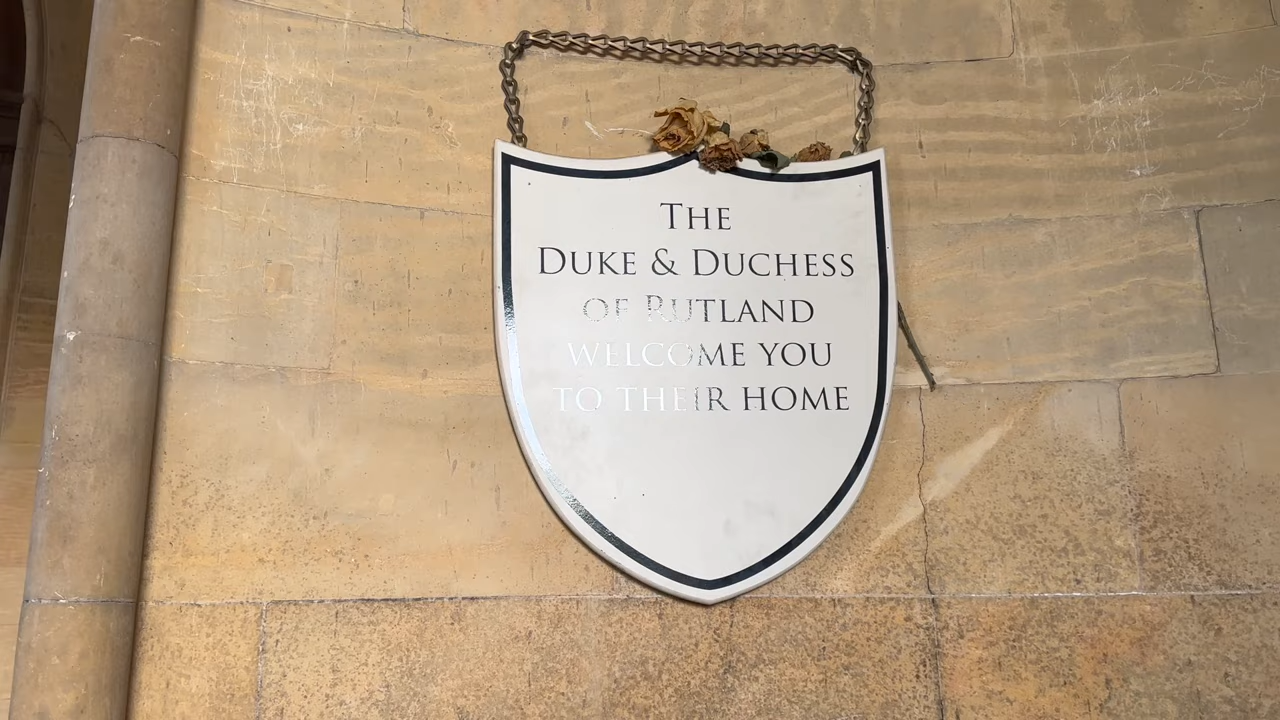 The
Duke & Duchess
of Rutland
welcome you
to their home